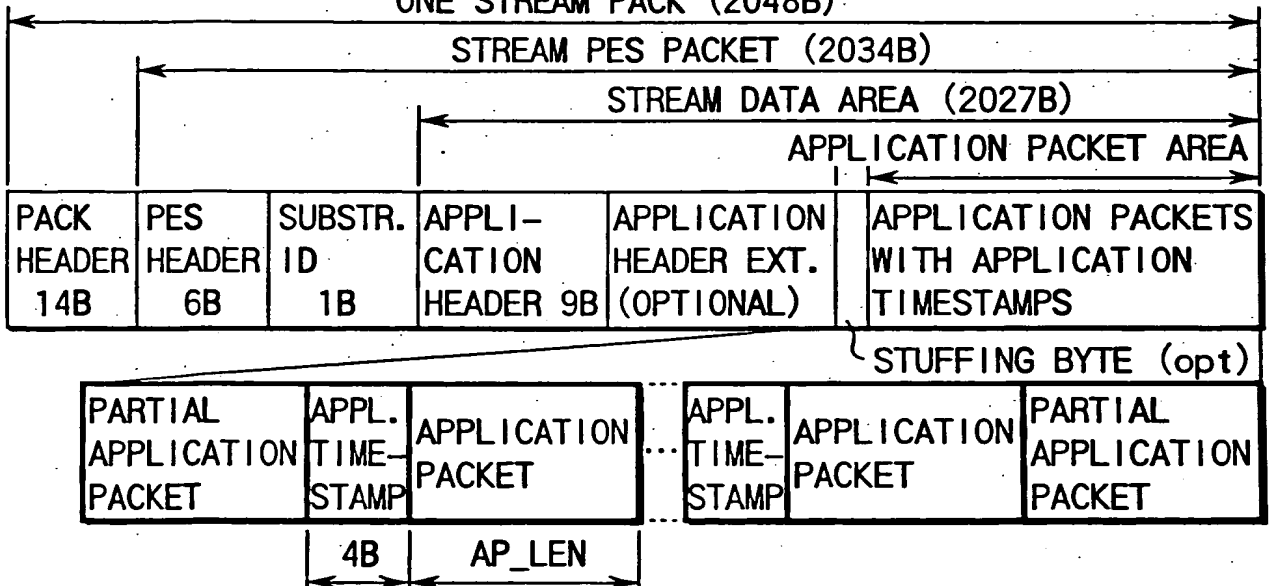 ONE STREAM PACK (2048B)
STREAM PES PACKET (2034B)
STREAM DATA AREA (2027B)
APPLICATION PACKET AREA
PACK
HEADER
14B
PES
HEADER
6B
SUBSTR.
ID
1B
APPLI-
CATION
HEADER 9B
APPLICATION
HEADER EXT.
(OPTIONAL)
APPLICATION PACKETS
WITH APPLICATION
TIMESTAMPS
STUFFING BYTE (opt)
PARTIAL
APPLICATION
PACKET
APPL.
TIME-
STAMP
APPLICATION
PACKET
APPL.
TIME-
STAMP
APPLICATION
PACKET
PARTIAL
APPLICATION
PACKET
4B
AP_LEN